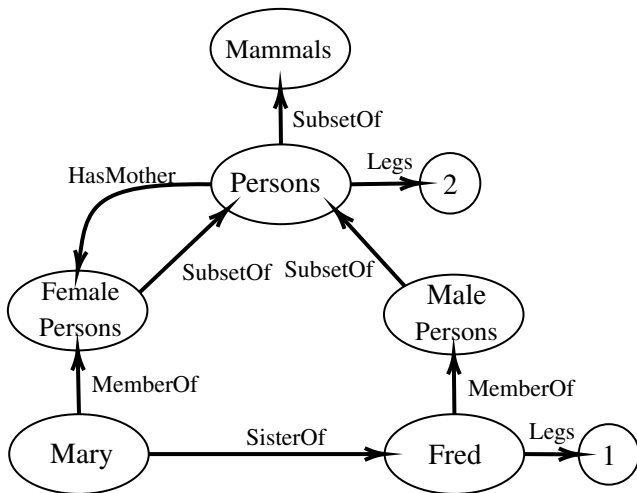 Mammals
SubsetOf
HasMother
Persons
Legs
2
SubsetOf
SubsetOf
Female
Persons
Male
Persons
MemberOf
MemberOf
Mary
SisterOf
Fred
Legs
1